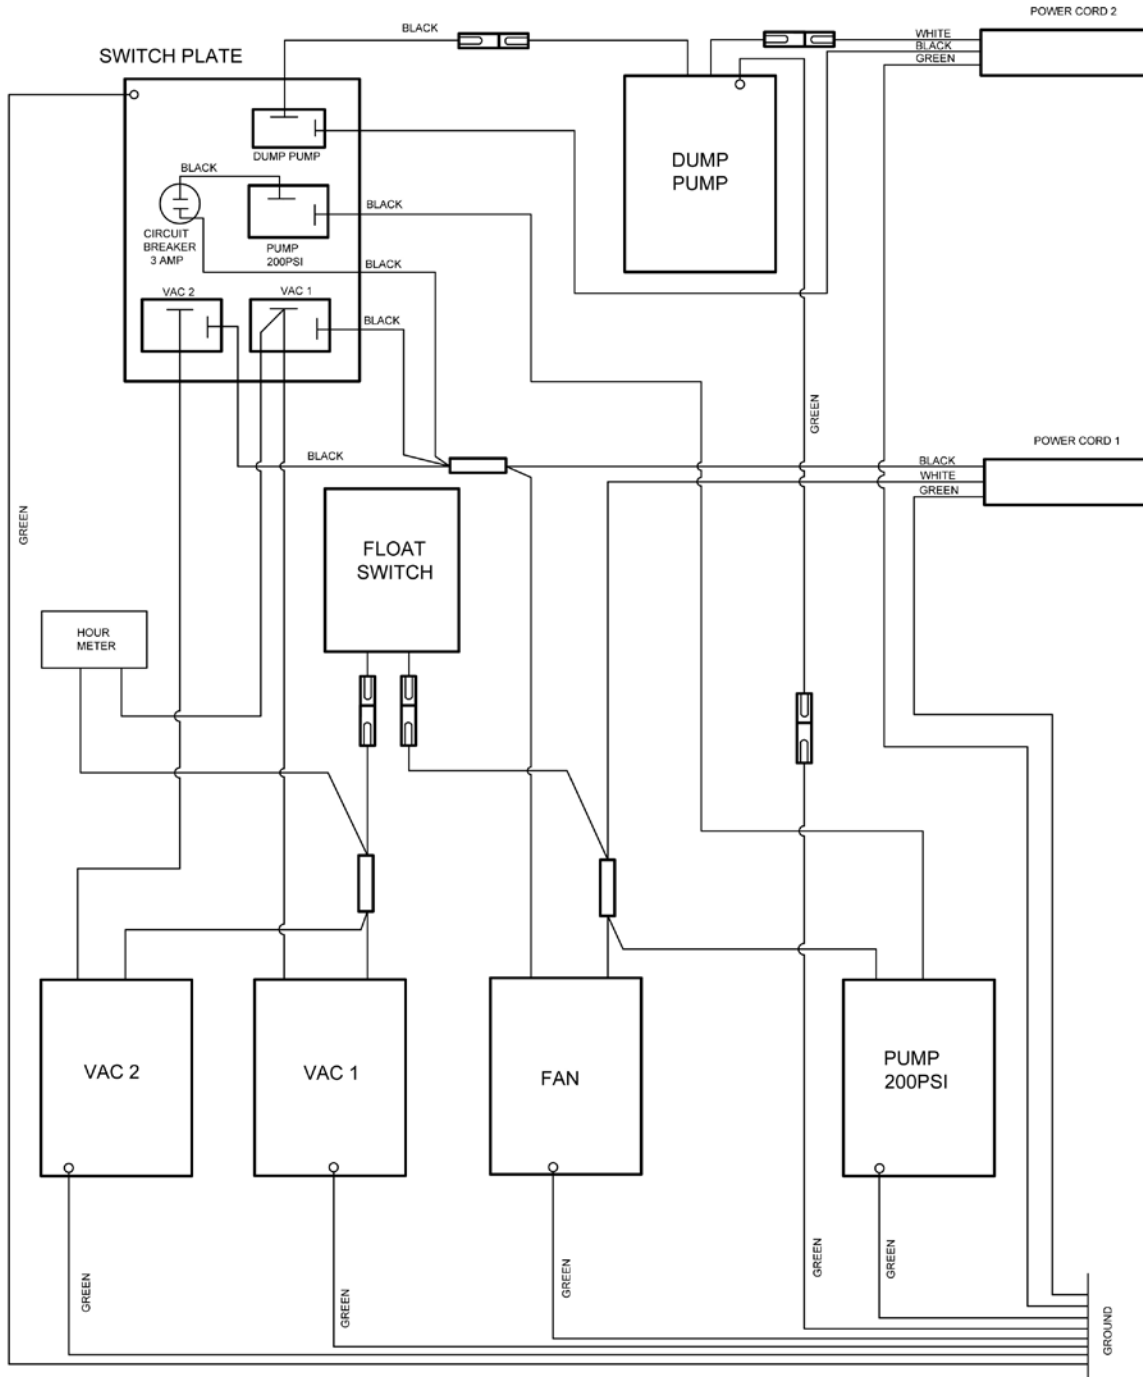 POWER CORD 2
BLACK
WHITE
BLACK
GREEN
SWITCH PLATE
DUMP PUMP
DUMP
PUMP
BLACK
BLACK
CIRCUIT
BREAKER
3 AMP
PUMP
200PSI
BLACK
VAC 2
VAC 1
BLACK
GREEN
POWER CORD 1
BLACK
BLACK
WHITE
GREEN
GREEN
FLOAT
SWITCH
HOUR
METER
VAC 2
VAC 1
FAN
PUMP
200PSI
GREEN
GREEN
GREEN
GREEN
GREEN
GROUND